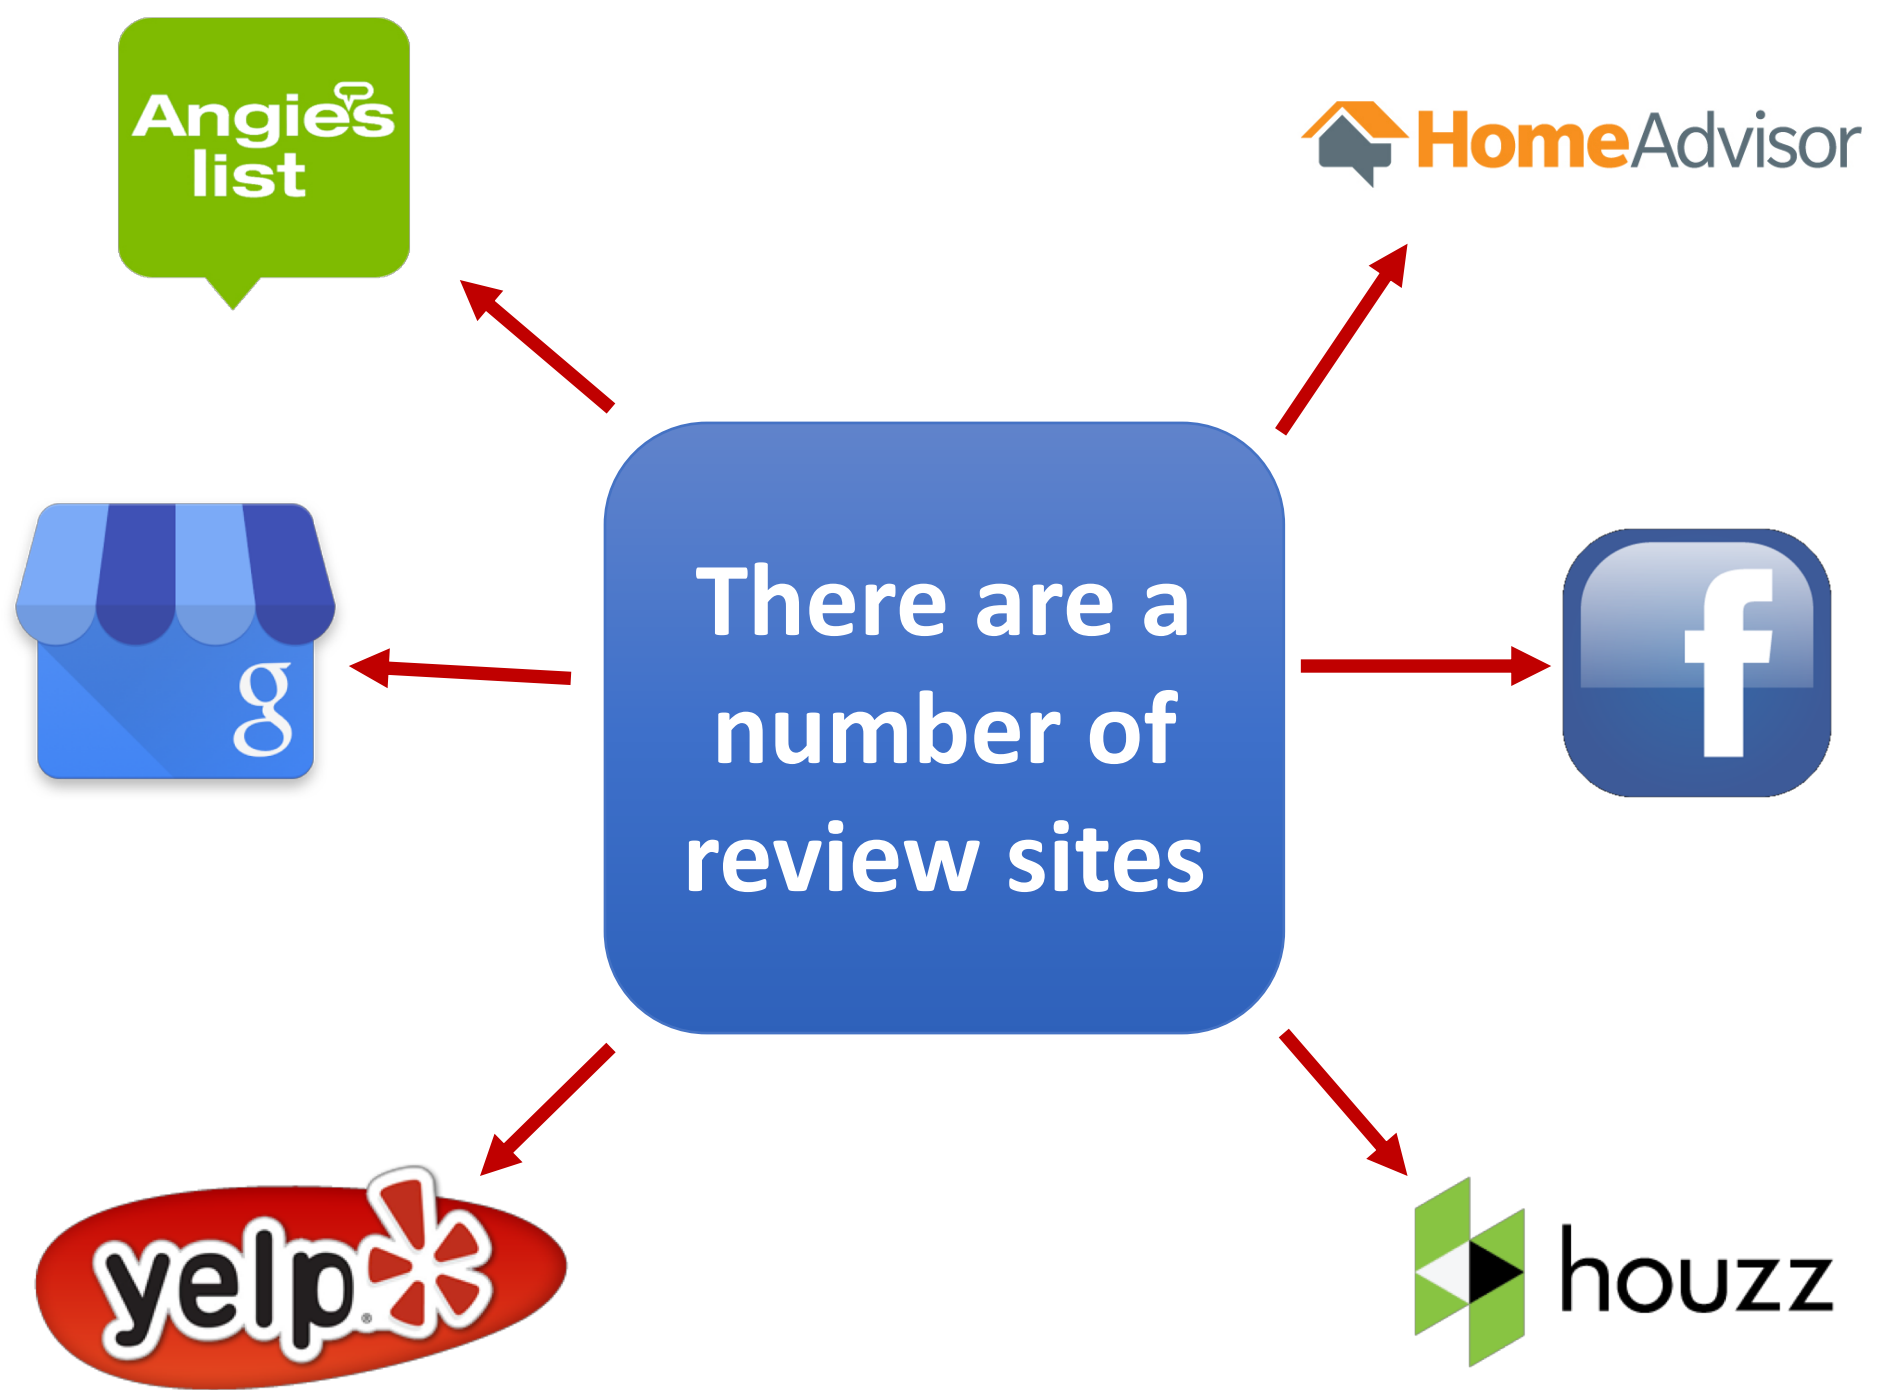 Angie's
list
HomeAdvisor
There are a
number of
review sites
g
f
yelp®
houzz